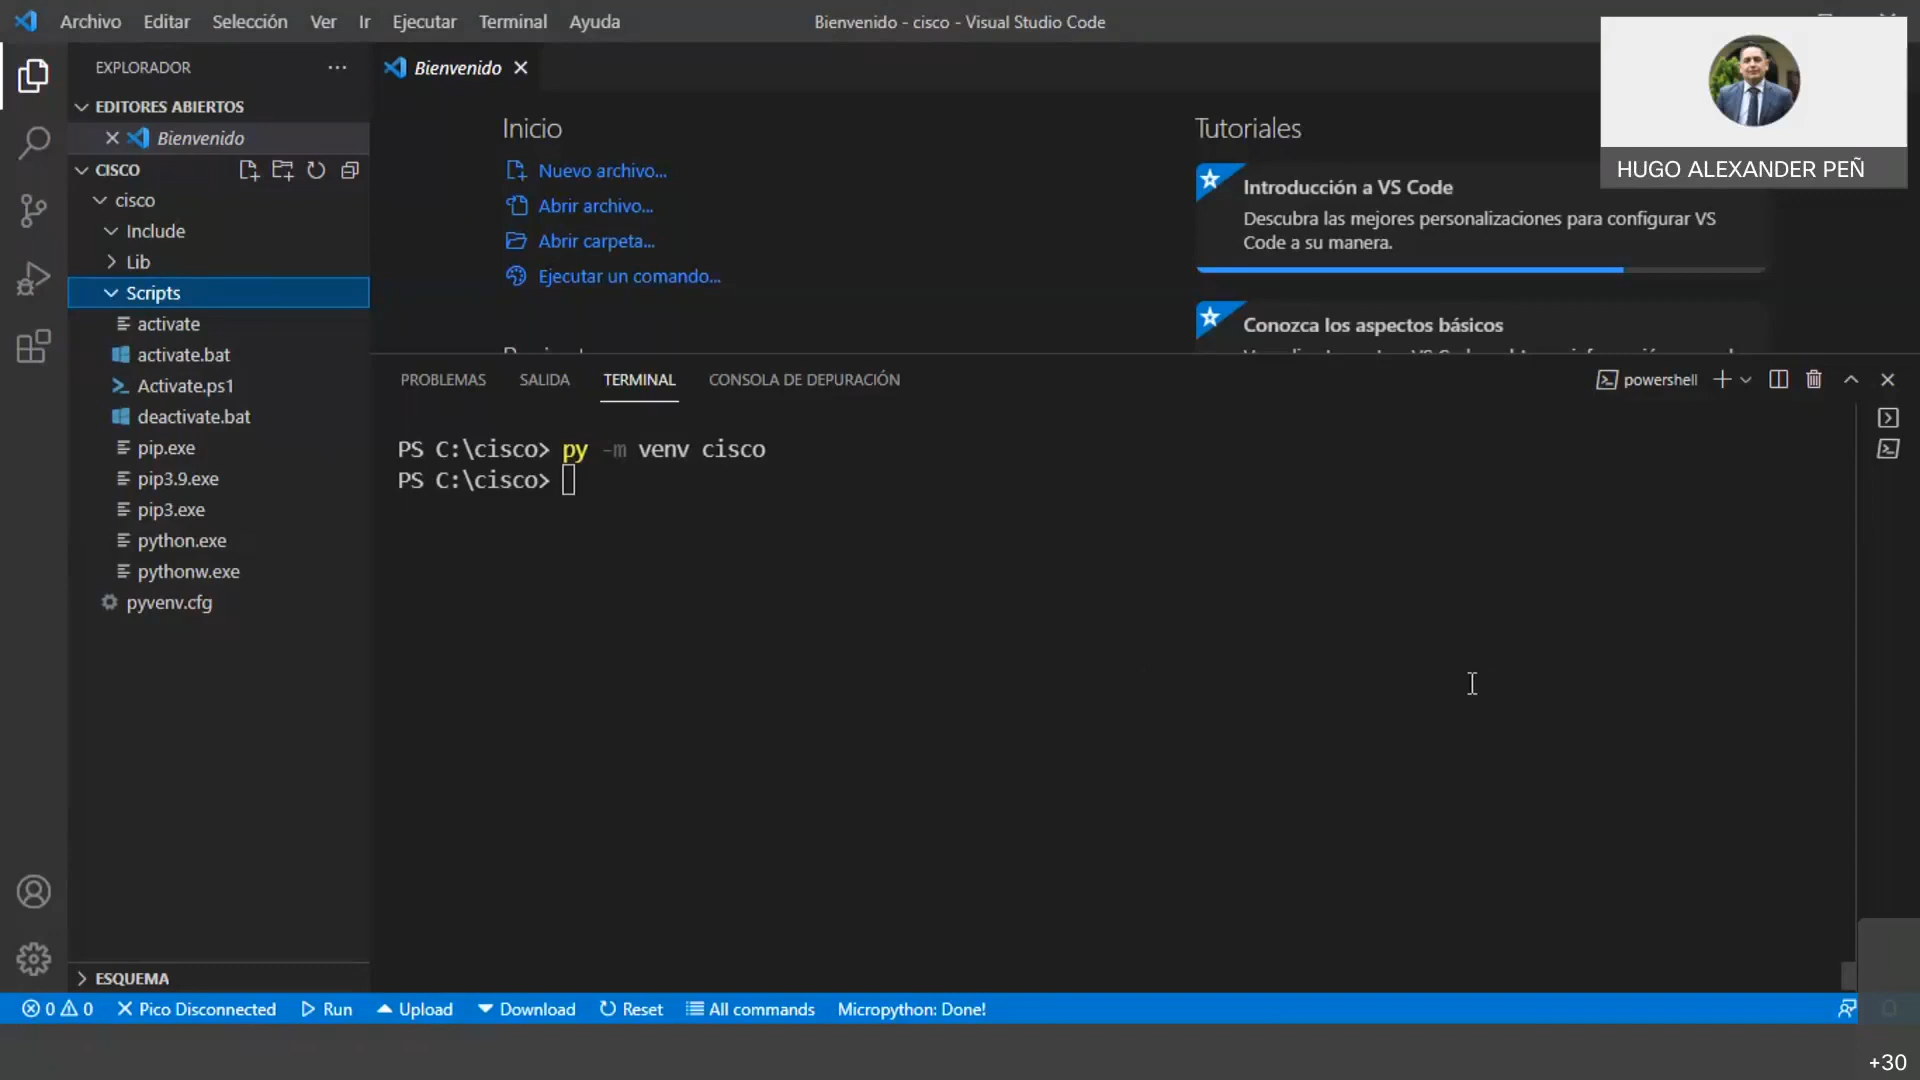 Archivo Editar Selección Ver Ir Ejecutar Terminal Ayuda
Bienvenido - cisco - Visual Studio Code
EXPLORADOR
EDITORES ABIERTOS
Bienvenido
CISCO
cisco
Include
Lib
Scripts
activate
activate.bat
Activate.ps1
deactivate.bat
pip.exe
pip3.9.exe
pip3.exe
python.exe
pythonw.exe
pyvenv.cfg
ESQUEMA
Bienvenido
Inicio
Nuevo archivo...
Abrir archivo...
Abrir carpeta...
Ejecutar un comando...
Tutoriales
Introducción a VS Code
Descubra las mejores personalizaciones para configurar VS
Code a su manera.
Conozca los aspectos básicos
HUGO ALEXANDER PEÑ
PROBLEMAS SALIDA TERMINAL CONSOLA DE DEPURACIÓN
powershell
PS C:\cisco> py -m venv cisco
PS C:\cisco>
0 0 Pico Disconnected Run Upload Download Reset All commands Micropython: Done!
+30